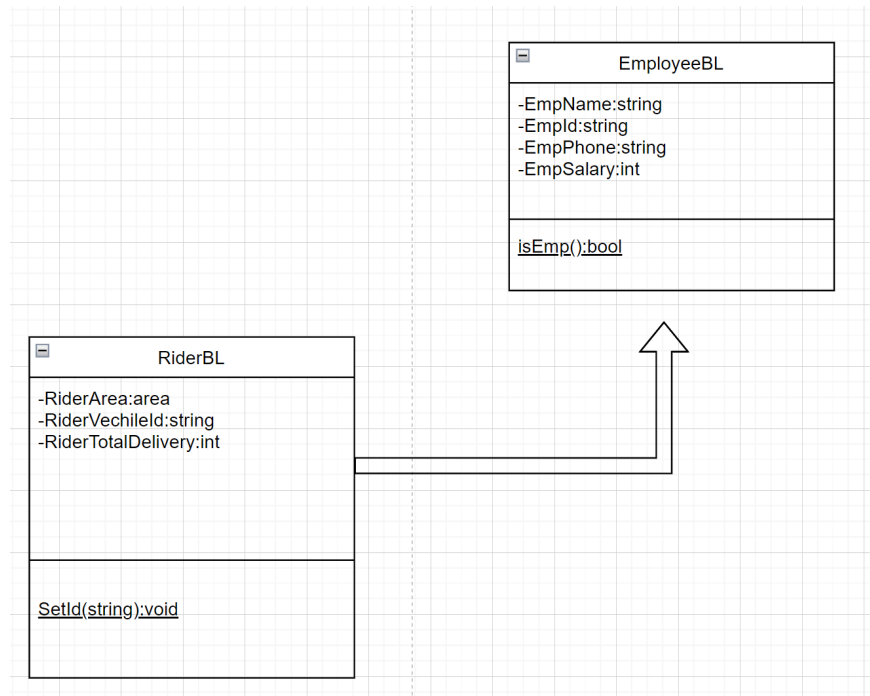 EmployeeBL
-EmpName:string
-EmpId:string
-EmpPhone:string
-EmpSalary:int
isEmp():bool
RiderBL
-RiderArea:area
-RiderVechileId:string
-RiderTotalDelivery:int
SetId(string):void